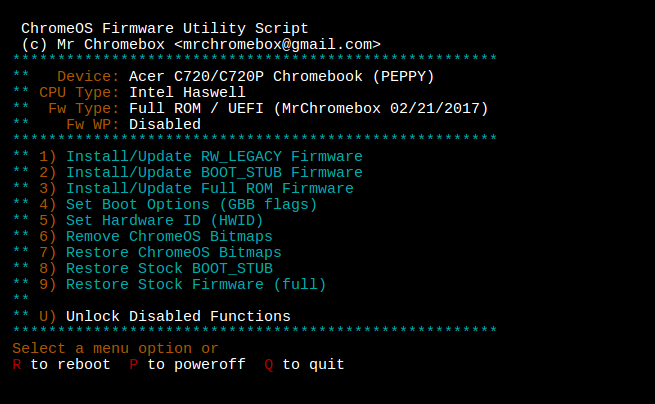 ChromeOS Firmware Utility Script
(c) Mr Chromebox <mrchromebox@gmail.com>
******************************************************
**   Device: Acer C720/C720P Chromebook (PEPPY)
** CPU Type: Intel Haswell
**  Fw Type: Full ROM / UEFI (MrChromebox 02/21/2017)
**    Fw WP: Disabled
******************************************************
** 1) Install/Update RW_LEGACY Firmware
** 2) Install/Update BOOT_STUB Firmware
** 3) Install/Update Full ROM Firmware
** 4) Set Boot Options (GBB flags)
** 5) Set Hardware ID (HWID)
** 6) Remove ChromeOS Bitmaps
** 7) Restore ChromeOS Bitmaps
** 8) Restore Stock BOOT_STUB
** 9) Restore Stock Firmware (full)
**
** U) Unlock Disabled Functions
******************************************************
Select a menu option or
R to reboot  P to poweroff  Q to quit